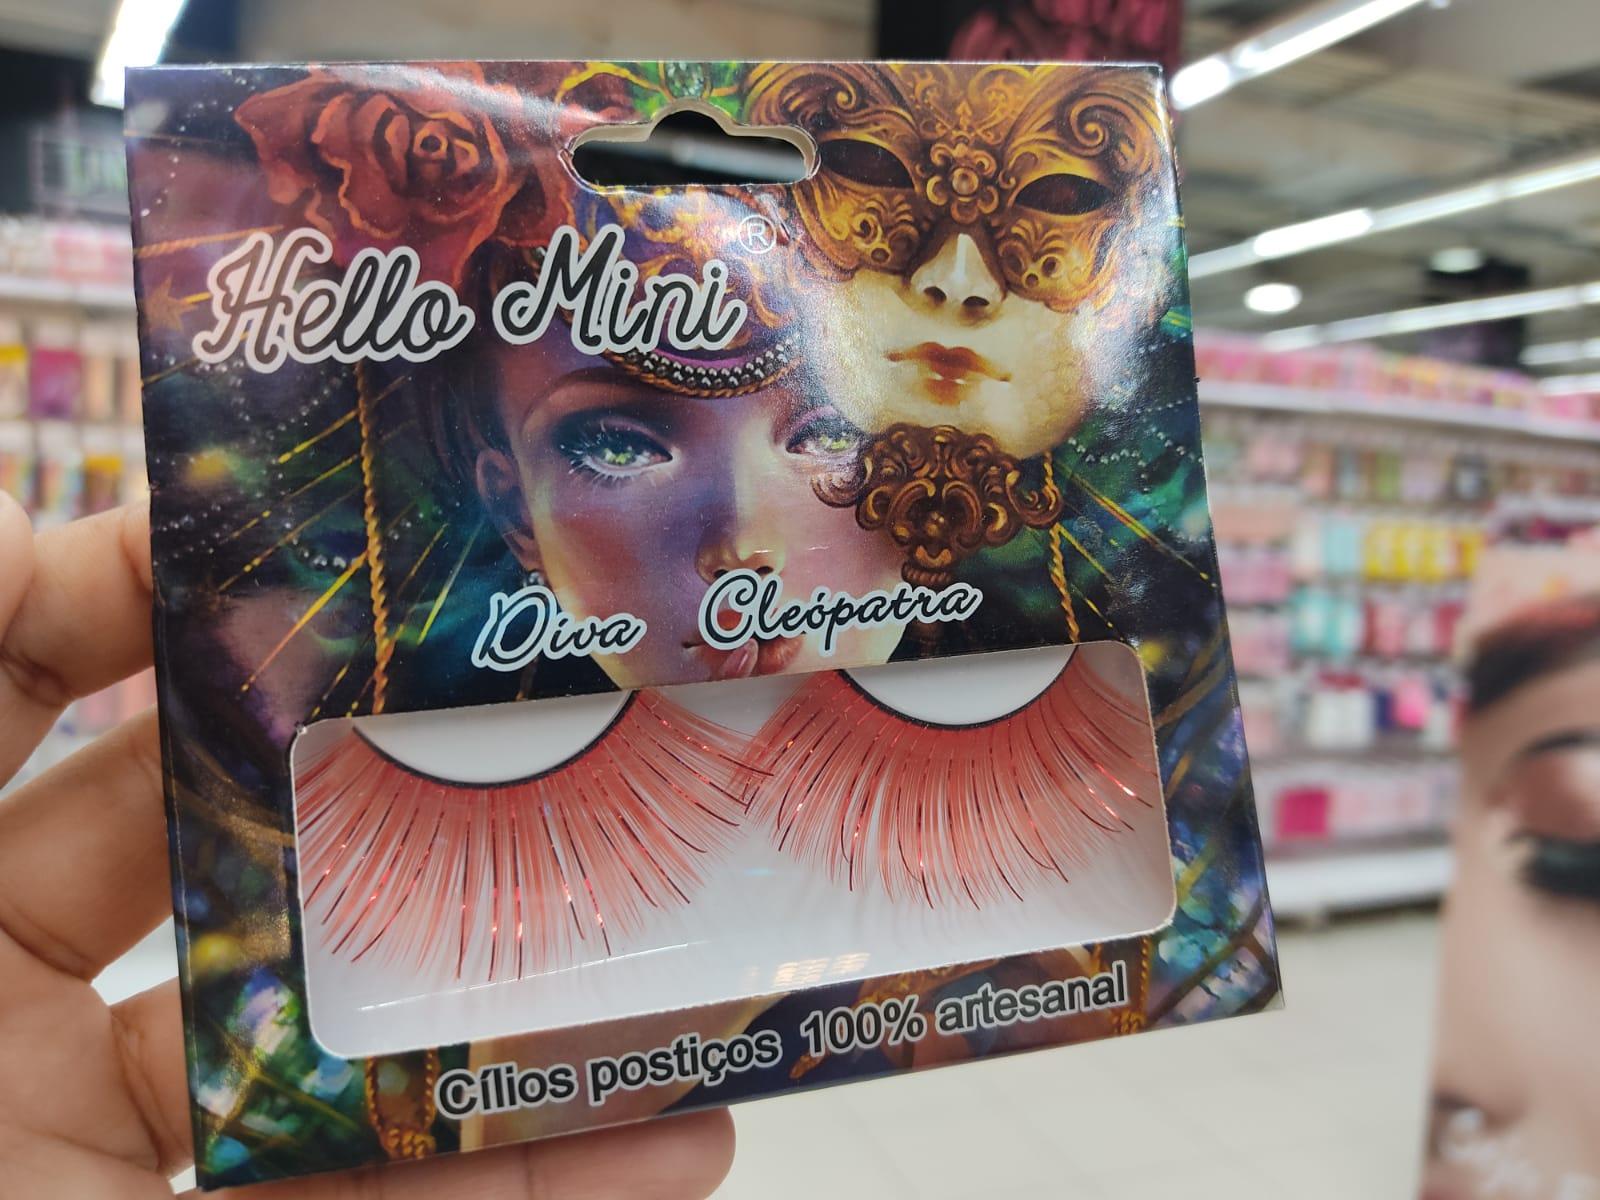 Hello Mini ®
Diva Cleópatra
Cílios postiços 100% artesanal